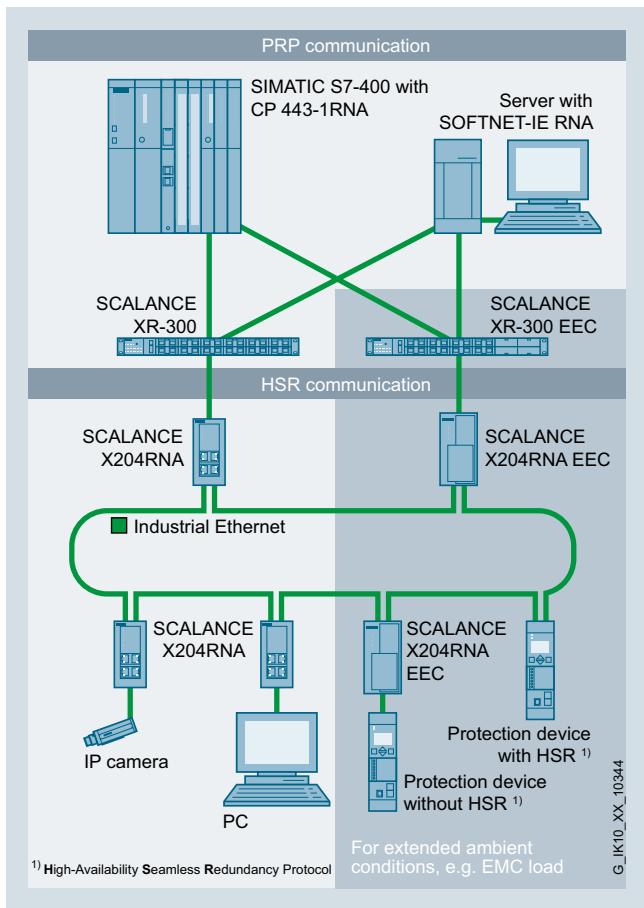 PRP communication
SIMATIC S7-400 with
CP 443-1RNA
Server with
SOFTNET-IE RNA
SCALANCE
XR-300
SCALANCE
XR-300 EEC
HSR communication
SCALANCE
X204RNA
SCALANCE
X204RNA EEC
Industrial Ethernet
SCALANCE
X204RNA
SCALANCE
X204RNA
EEC
IP camera
PC
Protection device
with HSR 1)
Protection device
without HSR 1)
1) High-Availability Seamless Redundancy Protocol
For extended ambient
conditions, e.g. EMC load
G_IK10_XX_10344